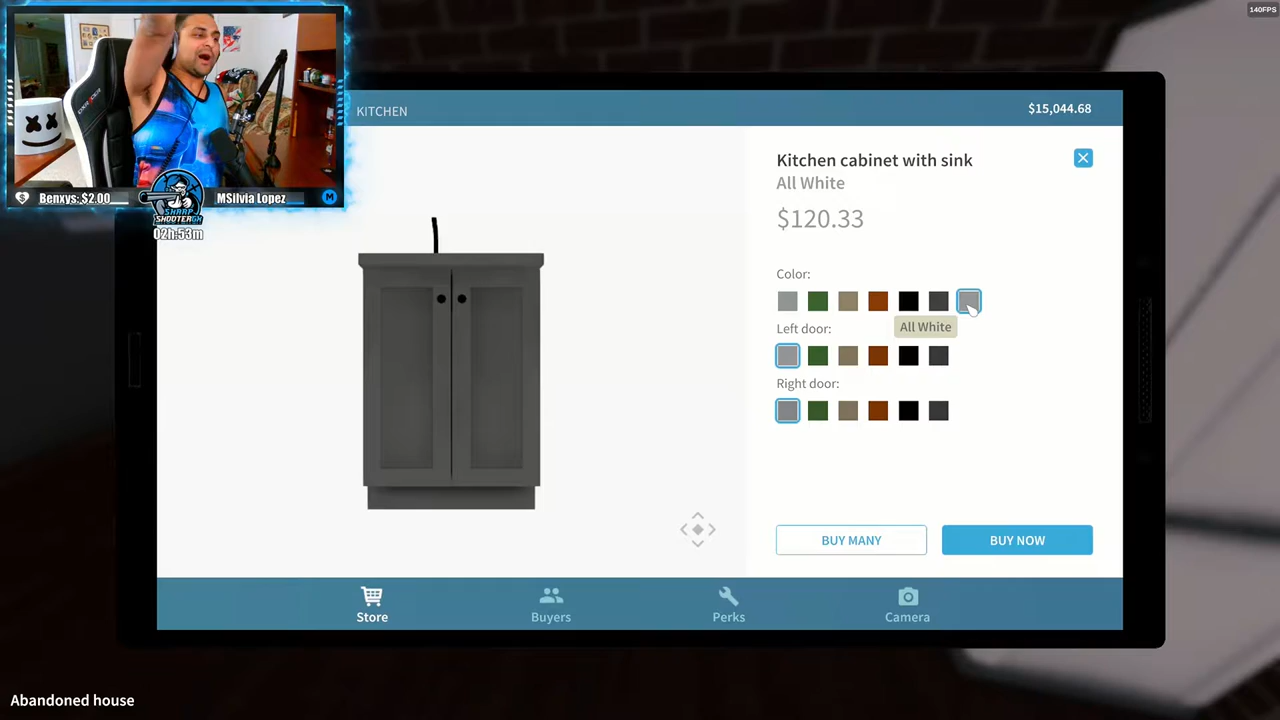 140FPS
KITCHEN
$15,044.68
Kitchen cabinet with sink
All White
$120.33
Benxys: $2.00
MSilvia Lopez
SHARP
SHOOTERGX
02h:53m
Color:
All White
Left door:
Right door:
BUY MANY
BUY NOW
Store
Buyers
Perks
Camera
Abandoned house